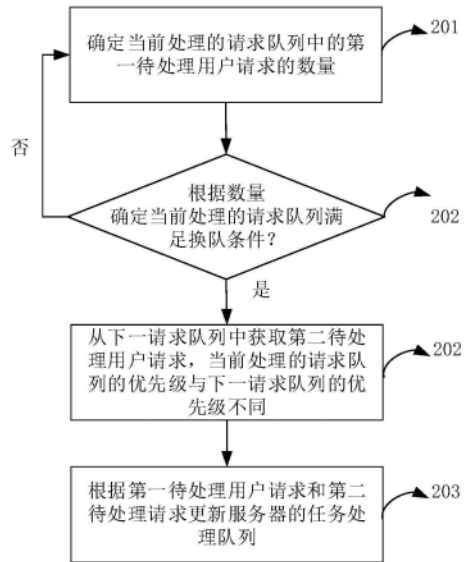 确定当前处理的请求队列中的第
一待处理用户请求的数量
201
否
根据数量
确定当前处理的请求队列满
足换队条件？
202
是
从下一请求队列中获取第二待处
理用户请求，当前处理的请求队
列的优先级与下一请求队列的优
先级不同
202
根据第一待处理用户请求和第二
待处理请求更新服务器的任务处
理队列
203